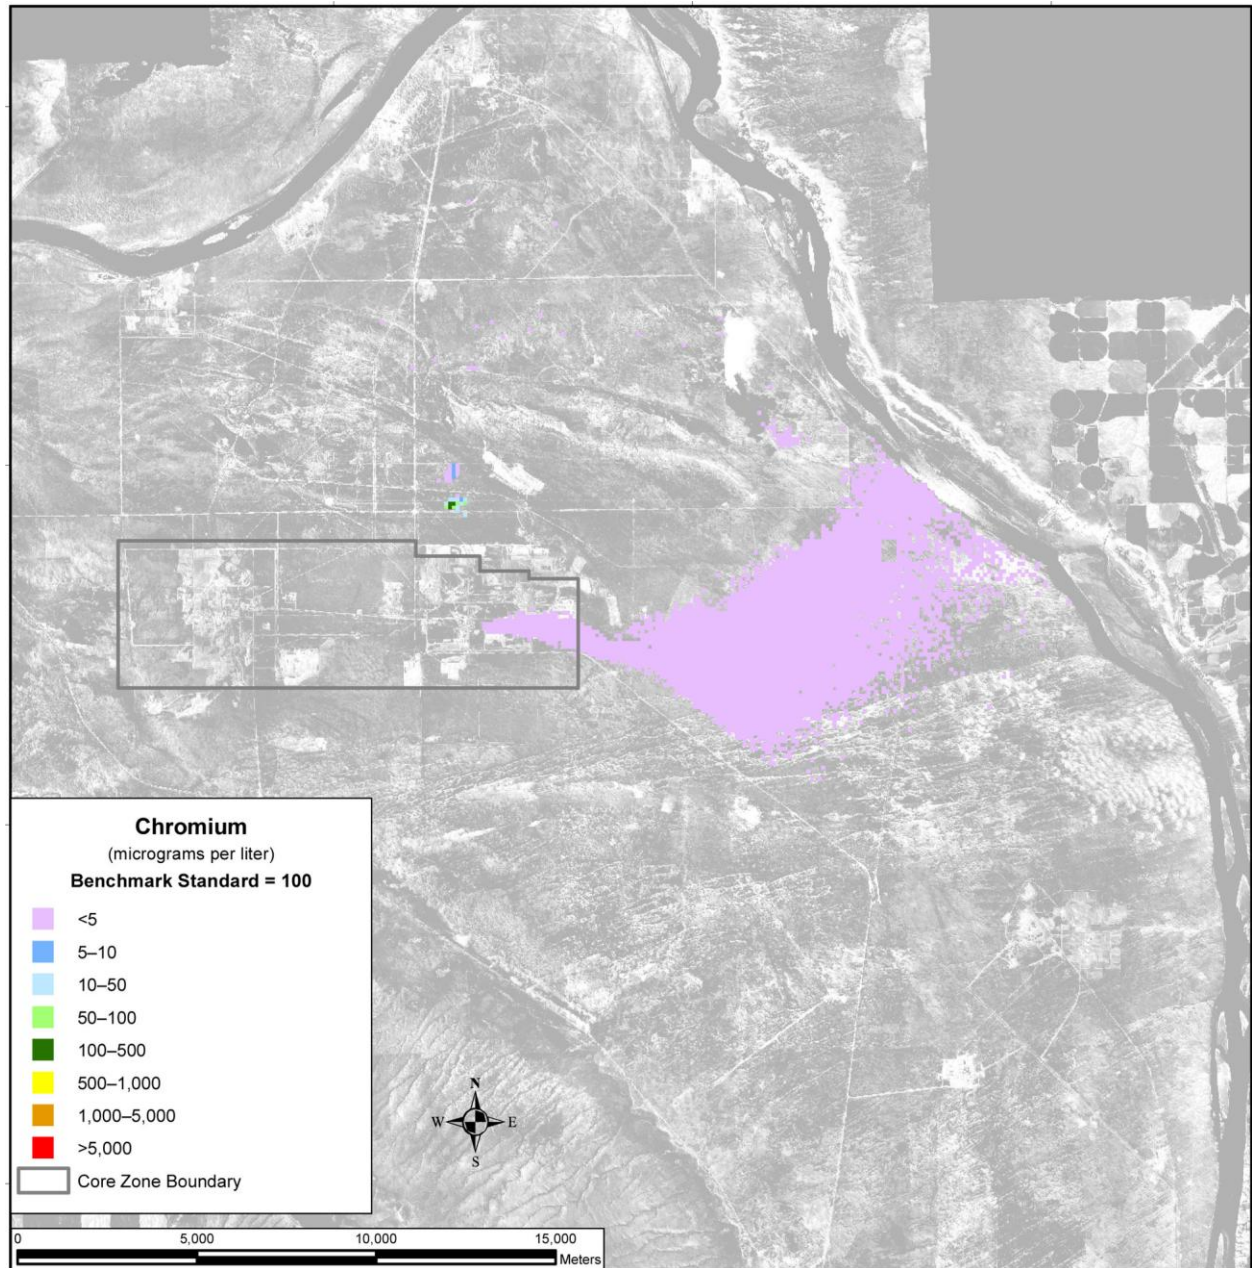 Chromium
(micrograms per liter)
Benchmark Standard = 100
<5
5–10
10–50
50–100
100–500
500–1,000
1,000–5,000
>5,000
Core Zone Boundary
N
W E
S
0 5,000 10,000 15,000
Meters